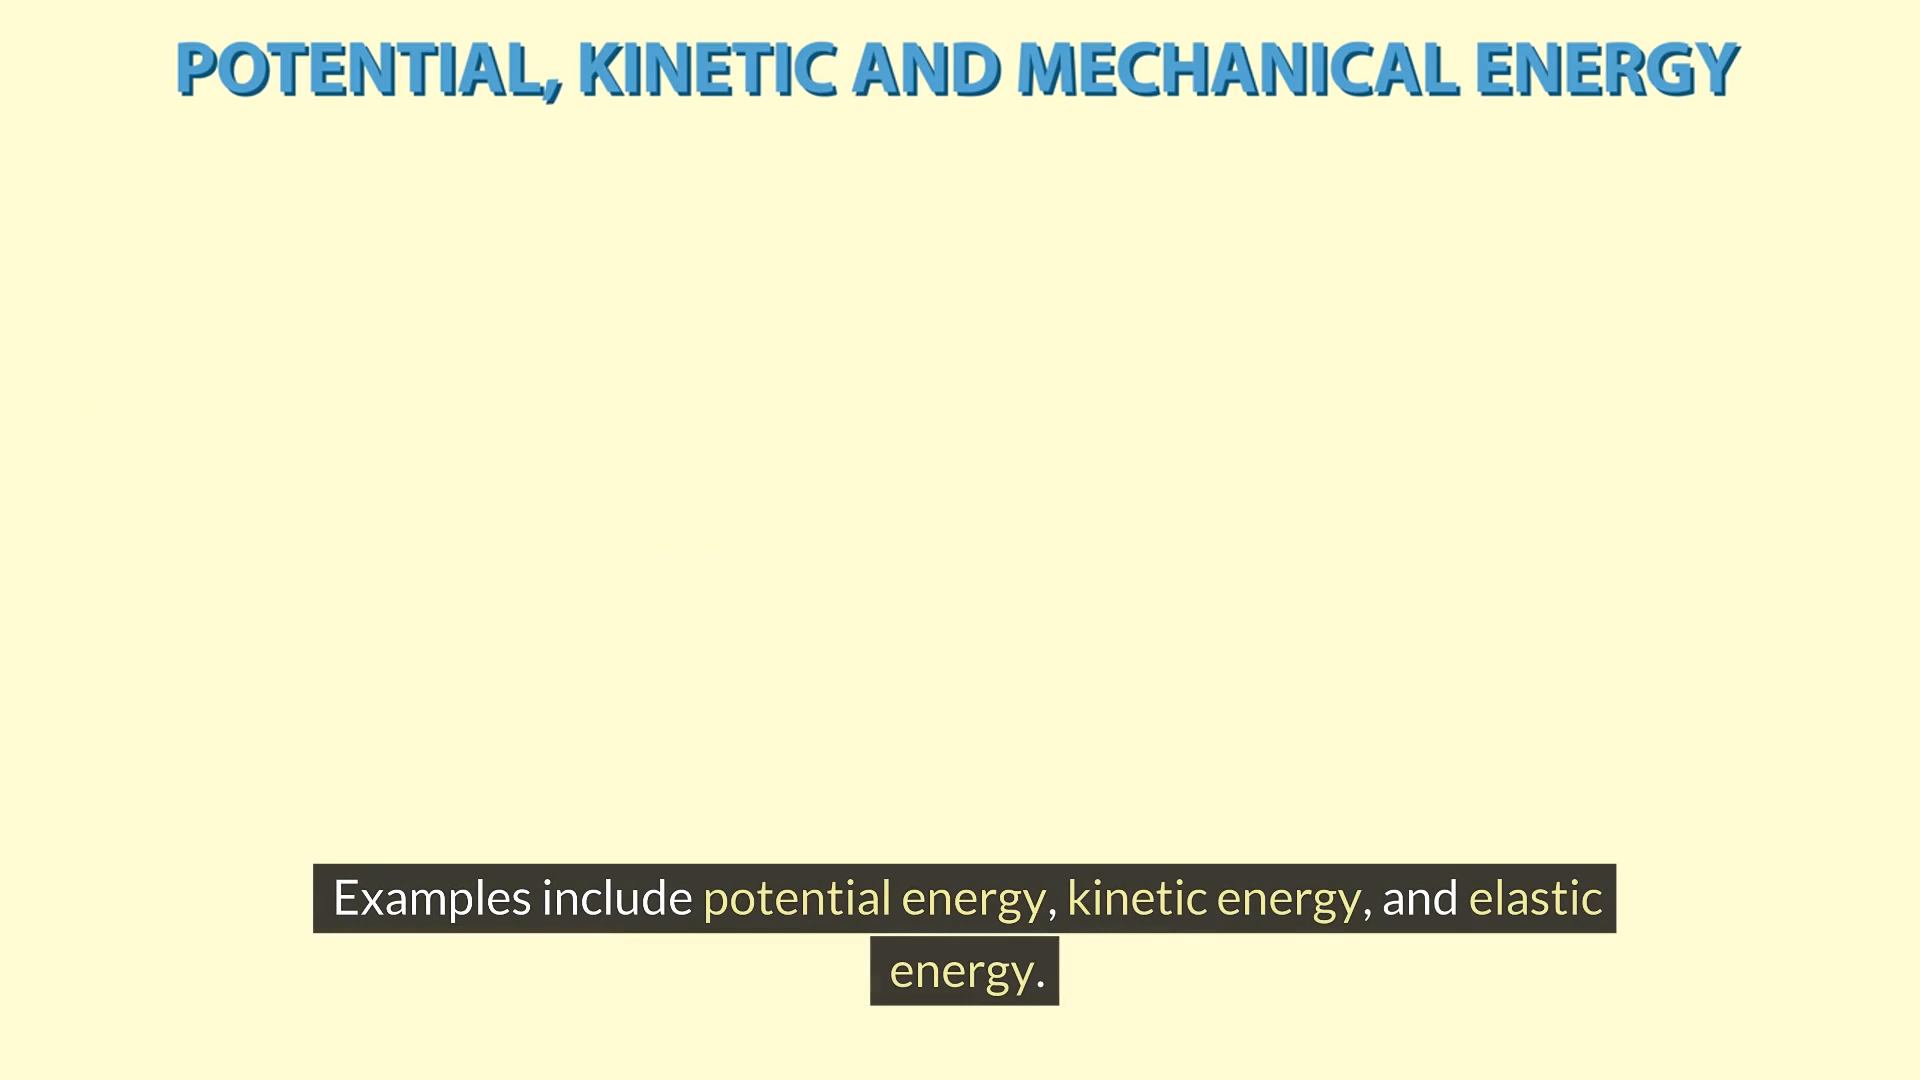 POTENTIAL, KINETIC AND MECHANICAL ENERGY
Examples include potential energy, kinetic energy, and elastic
energy.